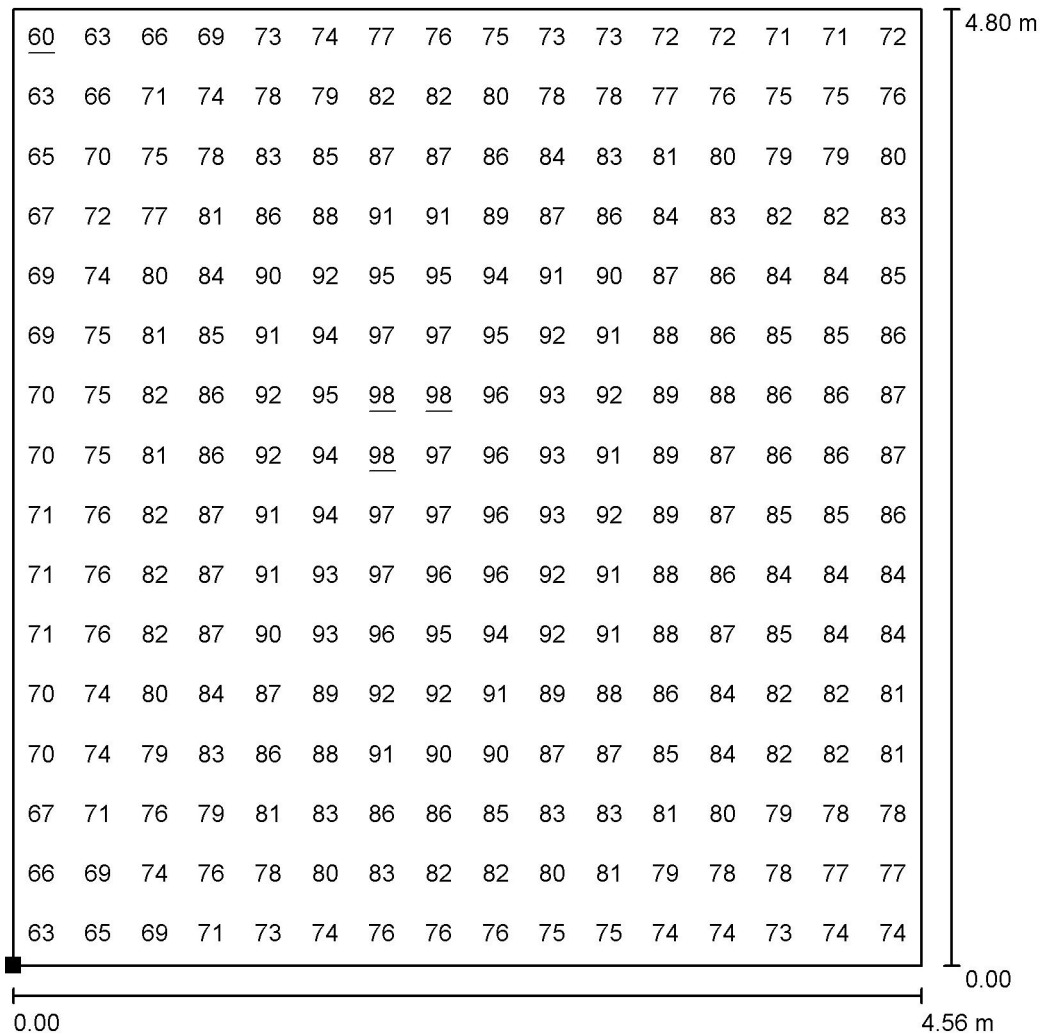 60 63 66 69 73 74 77 76 75 73 73 72 72 71 71 72 4.80 m
63 66 71 74 78 79 82 82 80 78 78 77 76 75 75 76
65 70 75 78 83 85 87 87 86 84 83 81 80 79 79 80
67 72 77 81 86 88 91 91 89 87 86 84 83 82 82 83
69 74 80 84 90 92 95 95 94 91 90 87 86 84 84 85
69 75 81 85 91 94 97 97 95 92 91 88 86 85 85 86
70 75 82 86 92 95 98 98 96 93 92 89 88 86 86 87
70 75 81 86 92 94 98 97 96 93 91 89 87 86 86 87
71 76 82 87 91 94 97 97 96 93 92 89 87 85 85 86
71 76 82 87 91 93 97 96 96 92 91 88 86 84 84 84
71 76 82 87 90 93 96 95 94 92 91 88 87 85 84 84
70 74 80 84 87 89 92 92 91 89 88 86 84 82 82 81
70 74 79 83 86 88 91 90 90 87 87 85 84 82 82 81
67 71 76 79 81 83 86 86 85 83 83 81 80 79 78 78
66 69 74 76 78 80 83 82 82 80 81 79 78 78 77 77
63 65 69 71 73 74 76 76 76 75 75 74 74 73 74 74
0.00
0.00 4.56 m